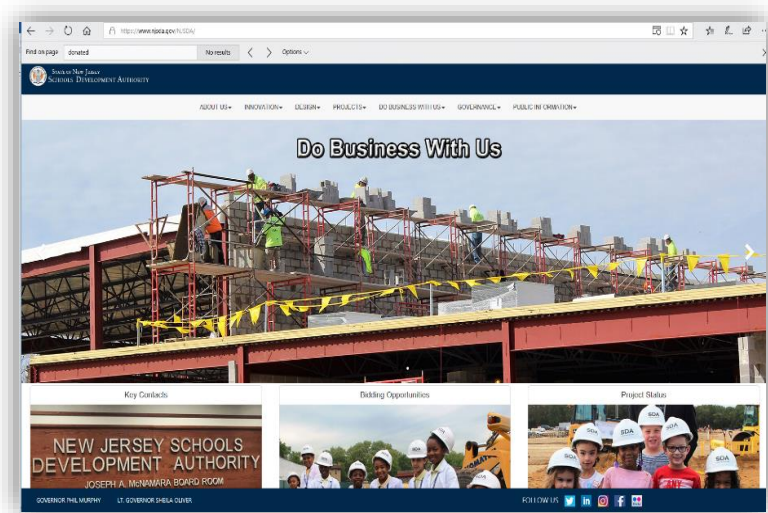 https://www.njsda.gov/NJSDA/
Find on page donated No results Options
STATE OF NEW JERSEY
SCHOOLS DEVELOPMENT AUTHORITY
ABOUT US INNOVATION DESIGN PROJECTS DO BUSINESS WITH US GOVERNANCE PUBLIC INFORMATION
Do Business With Us
Key Contacts Bidding Opportunities Project Status
NEW JERSEY SCHOOLS
DEVELOPMENT AUTHORITY
JOSEPH A. McNAMARA BOARD ROOM
SDA SDA SDA SDA SDA
KOMATSU
GOVERNOR PHIL MURPHY LT. GOVERNOR SHEILA OLIVER FOLLOW US